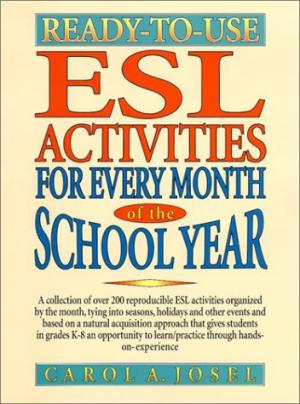 READY-TO-USE
ESL
ACTIVITIES
FOR EVERY MONTH
of the
SCHOOL YEAR
A collection of over 200 reproducible ESL activities organized
by the month, tying into seasons, holidays and other events and
based on a natural acquisition approach that gives students
in grades K-8 an opportunity to learn/practice through hands-
on-experience
CAROL A. JOSEL